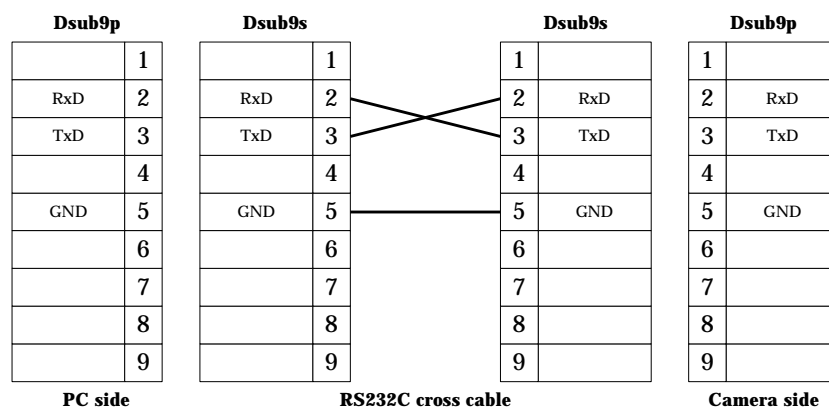 Dsub9p Dsub9s Dsub9s Dsub9p
1 1 1 1
RxD 2 RxD 2 2 RxD 2 RxD
TxD 3 TxD 3 3 TxD 3 TxD
4 4 4 4
GND 5 GND 5 5 GND 5 GND
6 6 6 6
7 7 7 7
8 8 8 8
9 9 9 9
PC side RS232C cross cable Camera side